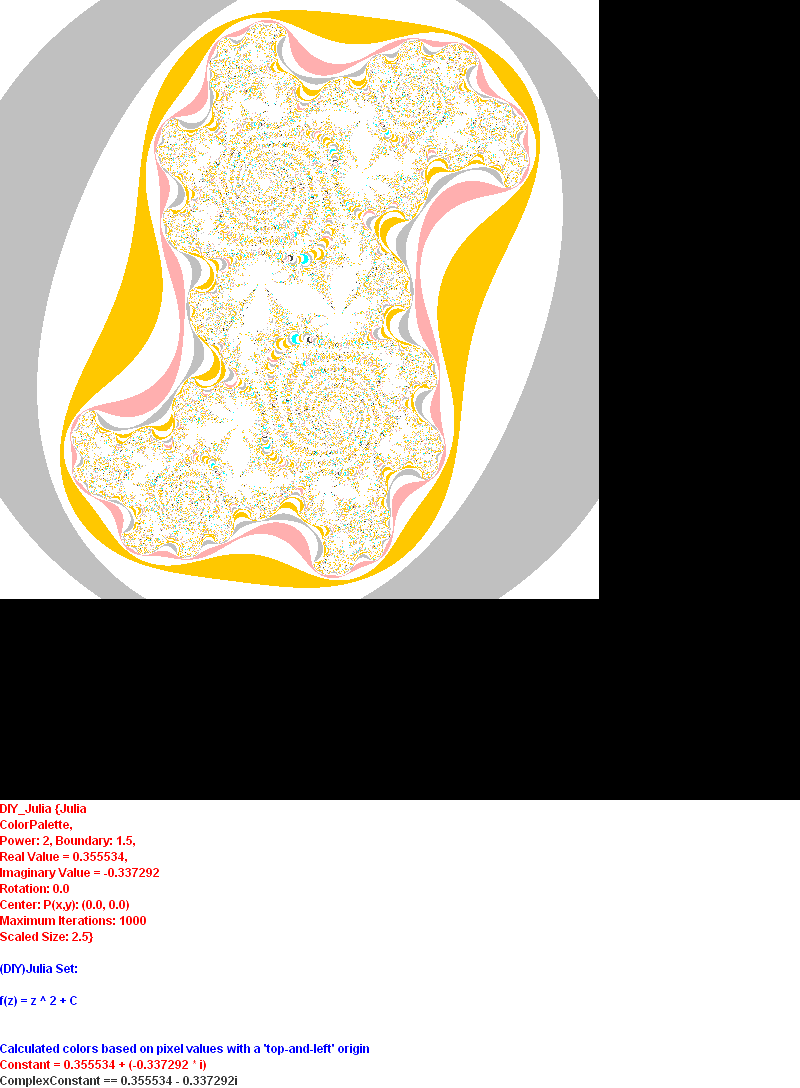 DIY_Julia {Julia
ColorPalette,
Power: 2, Boundary: 1.5,
Real Value = 0.355534,
Imaginary Value = -0.337292
Rotation: 0.0
Center: P(x,y): (0.0, 0.0)
Maximum Iterations: 1000
Scaled Size: 2.5}
(DIY)Julia Set:
f(z) = z ^ 2 + C
Calculated colors based on pixel values with a 'top-and-left' origin
Constant = 0.355534 + (-0.337292 * i)
ComplexConstant == 0.355534 - 0.337292i